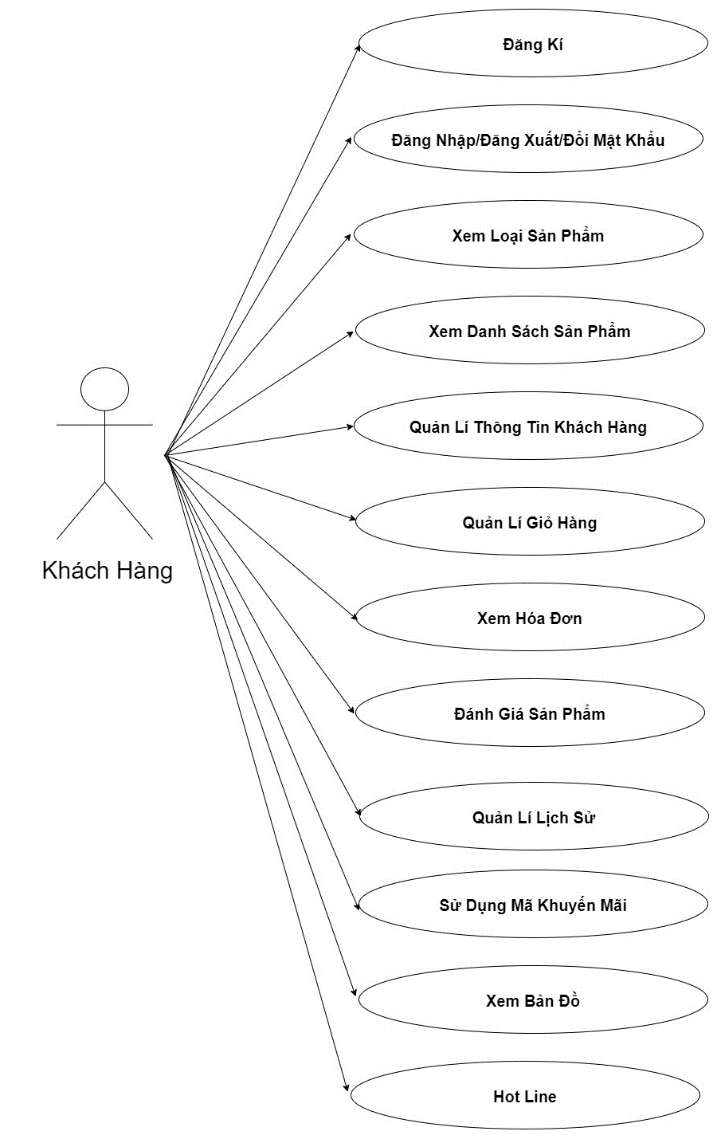 Đăng Kí
Đăng Nhập/Đăng Xuất/Đổi Mật Khẩu
Xem Loại Sản Phẩm
Xem Danh Sách Sản Phẩm
Quản Lí Thông Tin Khách Hàng
Quản Lí Giỏ Hàng
Khách Hàng
Xem Hóa Đơn
Đánh Giá Sản Phẩm
Quản Lí Lịch Sử
Sử Dụng Mã Khuyến Mãi
Xem Bản Đồ
Hot Line